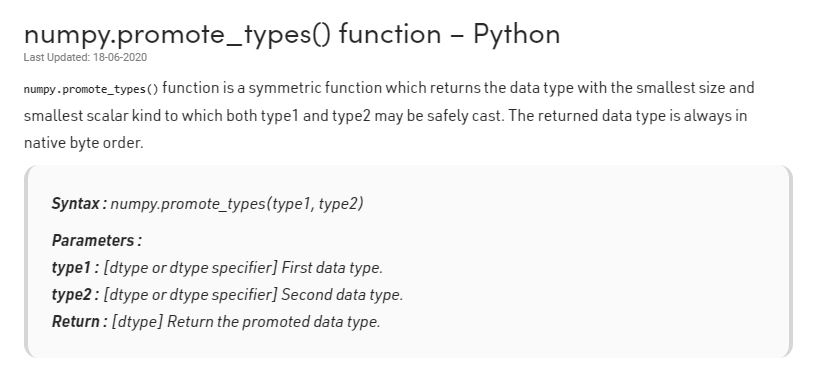 numpy.promote_types() function – Python
Last Updated: 18-06-2020
numpy.promote_types() function is a symmetric function which returns the data type with the smallest size and
smallest scalar kind to which both type1 and type2 may be safely cast. The returned data type is always in
native byte order.
Syntax : numpy.promote_types(type1, type2)
Parameters :
type1 : [dtype or dtype specifier] First data type.
type2 : [dtype or dtype specifier] Second data type.
Return : [dtype] Return the promoted data type.